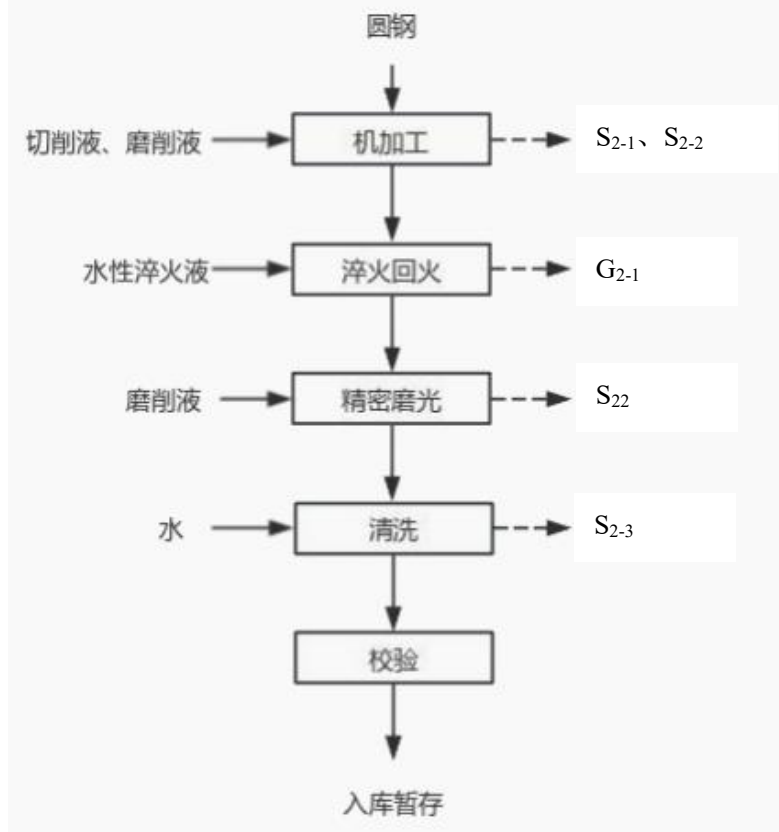 圆钢
切削液、磨削液
机加工
S2-1、S2-2
水性淬火液
淬火回火
G2-1
磨削液
精密磨光
S22
水
清洗
S2-3
校验
入库暂存